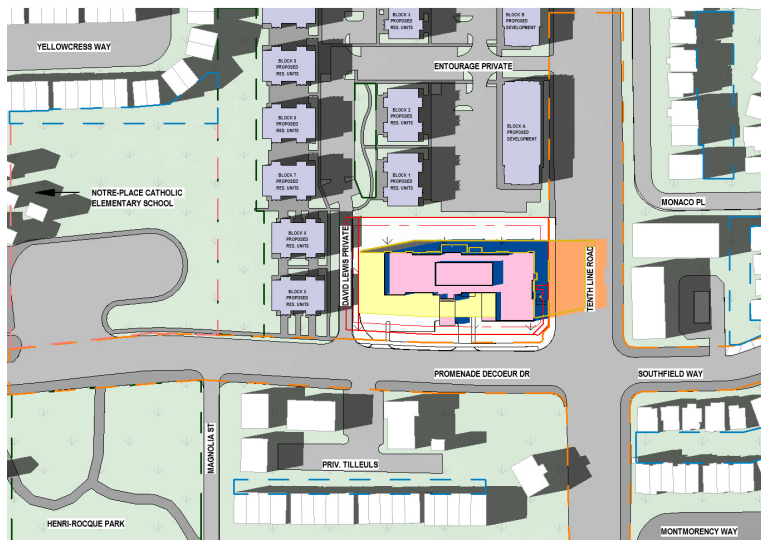 BLOCK 3
PROPOSED
RES. UNITS
BLOCK B
PROPOSED
DEVELOPMENT
YELLOWCRESS WAY
BLOCK 9
PROPOSED
RES. UNITS
ENTOURAGE PRIVATE
BLOCK 8
PROPOSED
RES. UNITS
BLOCK 2
PROPOSED
RES. UNITS
BLOCK A
PROPOSED
DEVELOPMENT
BLOCK 7
PROPOSED
RES. UNITS
BLOCK 1
PROPOSED
RES. UNITS
NOTRE-PLACE CATHOLIC
ELEMENTARY SCHOOL
MONACO PL
BLOCK 6
PROPOSED
RES. UNITS
DAVID LEWIS PRIVATE
TENTH LINE ROAD
BLOCK 5
PROPOSED
RES. UNITS
PROMENADE DECOEUR DR
SOUTHFIELD WAY
MAGNOLIA ST
PRIV. TILLEULS
HENRI-ROCQUE PARK
MONTMORENCY WAY